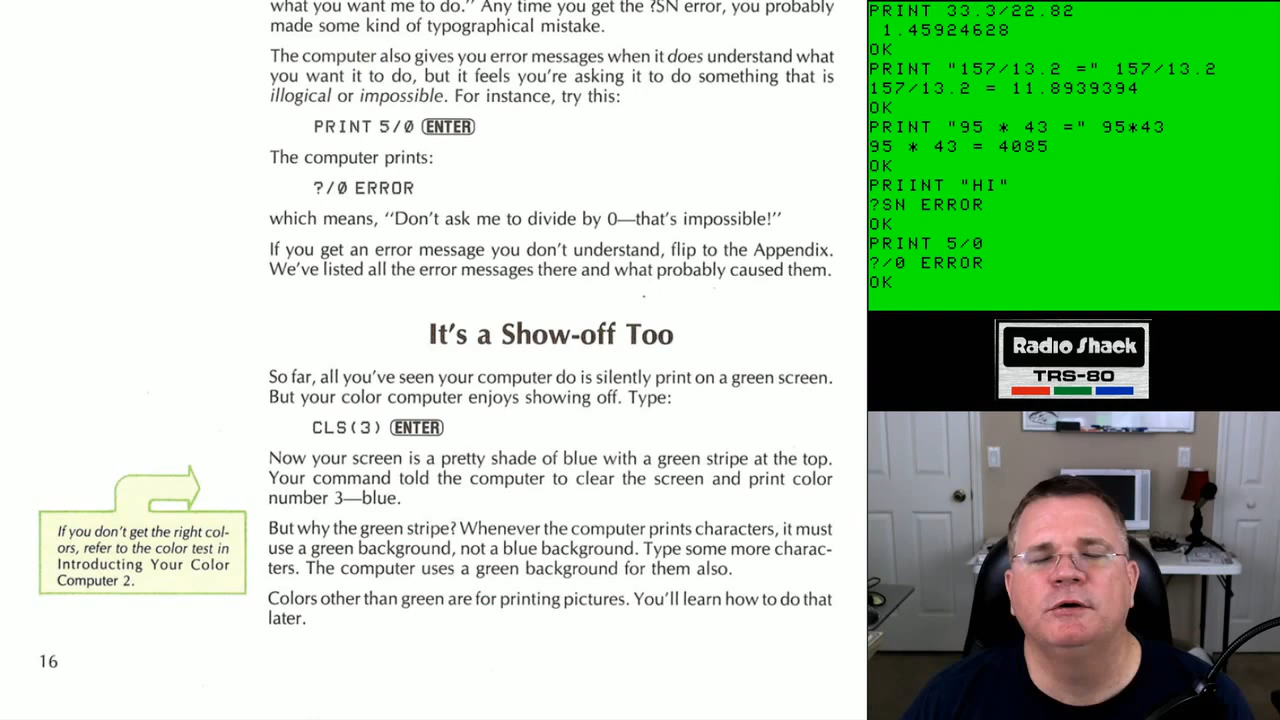 what you want me to do." Any time you get the ?SN error, you probably
made some kind of typographical mistake.
The computer also gives you error messages when it does understand what
you want it to do, but it feels you're asking it to do something that is
illogical or impossible. For instance, try this:
PRINT 5/0 ENTER
The computer prints:
?/0 ERROR
which means, "Don't ask me to divide by 0—that's impossible!"
If you get an error message you don't understand, flip to the Appendix.
We've listed all the error messages there and what probably caused them.
It's a Show-off Too
So far, all you've seen your computer do is silently print on a green screen.
But your color computer enjoys showing off. Type:
CLS(3) ENTER
Now your screen is a pretty shade of blue with a green stripe at the top.
Your command told the computer to clear the screen and print color
number 3—blue.
But why the green stripe? Whenever the computer prints characters, it must
use a green background, not a blue background. Type some more charac-
ters. The computer uses a green background for them also.
Colors other than green are for printing pictures. You'll learn how to do that
later.
If you don't get the right col-
ors, refer to the color test in
Introducting Your Color
Computer 2.
16
PRINT 33.3/22.82
1.45924628
OK
PRINT "157/13.2 =" 157/13.2
157/13.2 = 11.8939394
OK
PRINT "95 * 43 =" 95*43
95 * 43 = 4085
OK
PRIINT "HI"
?SN ERROR
OK
PRINT 5/0
?/0 ERROR
OK
Radio Shack
TRS-80